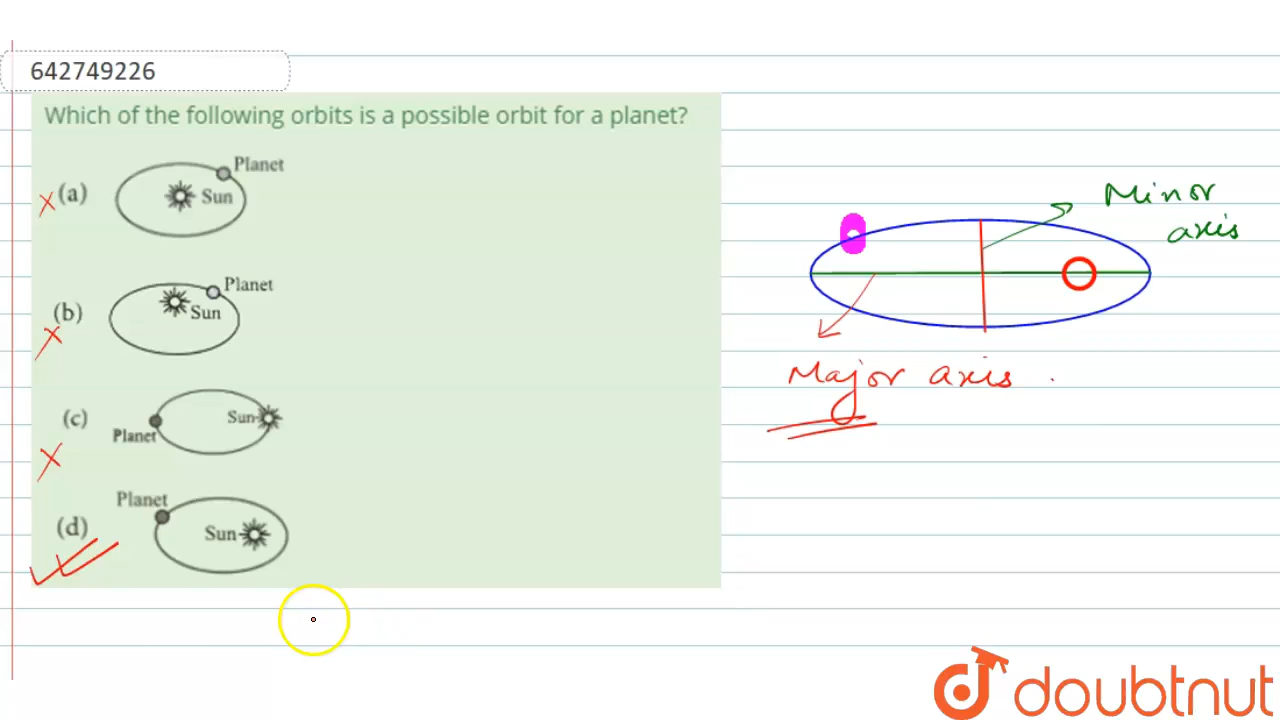 642749226
Which of the following orbits is a possible orbit for a planet?
(a)
Planet
Sun
(b)
Planet
Sun
(c)
Sun
Planet
(d)
Planet
Sun
Minor
axis
Major axis
doubtnut